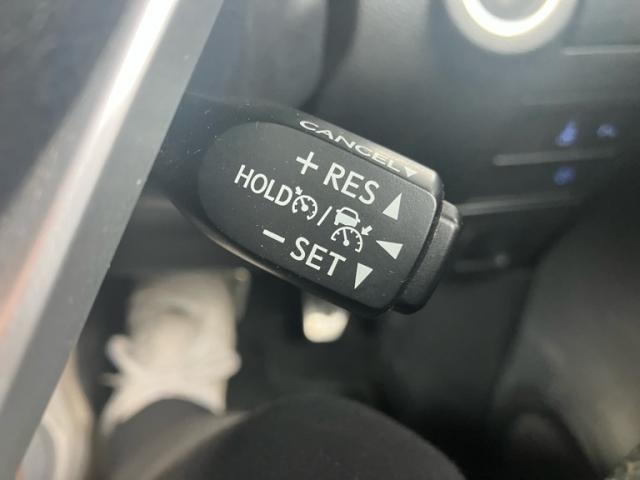 CANCEL
+ RES
HOLD /
− SET